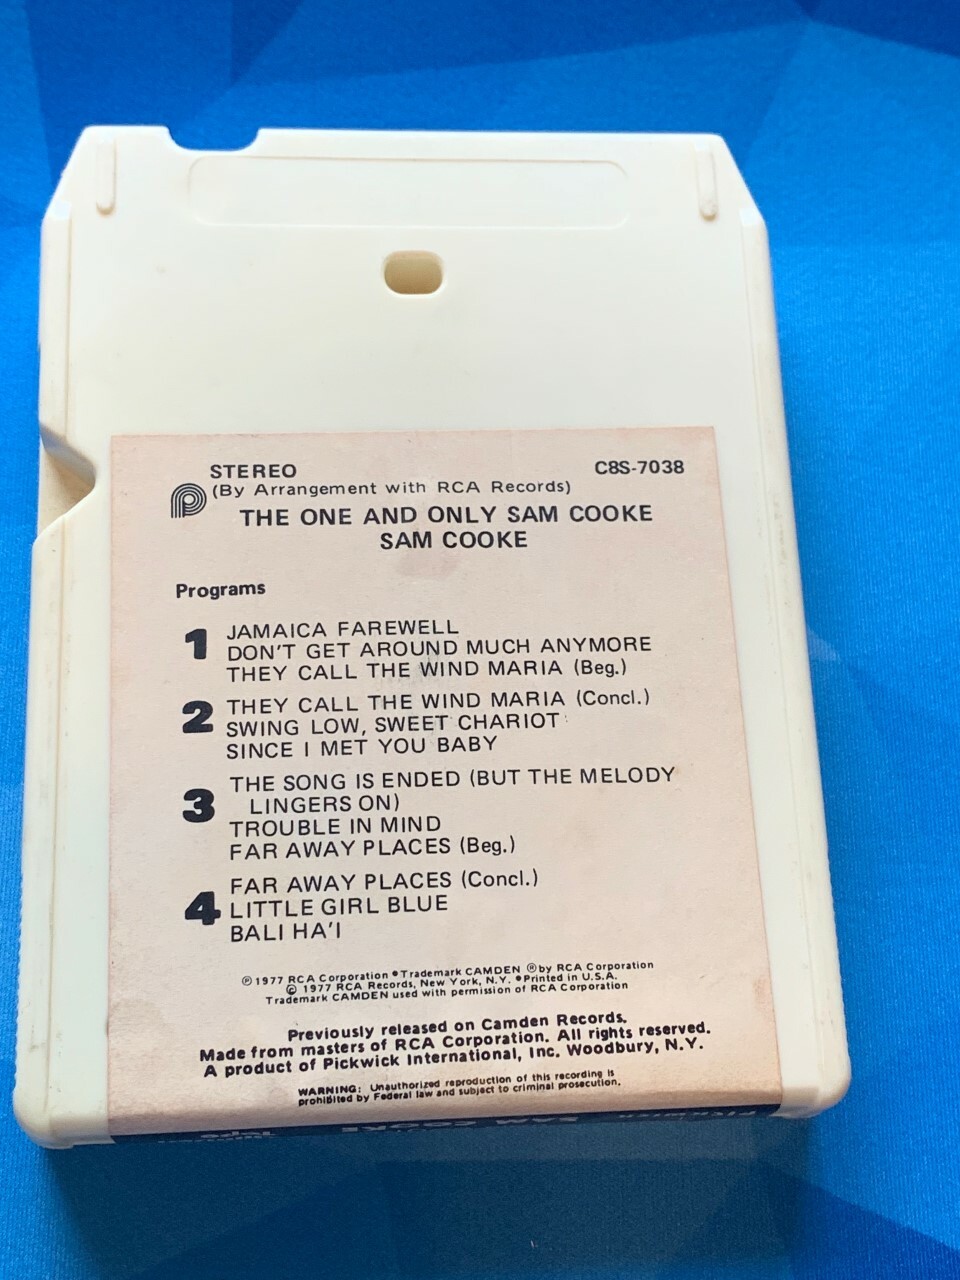 STEREO
C8S-7038
(By Arrangement with RCA Records)
THE ONE AND ONLY SAM COOKE
SAM COOKE
Programs
1 JAMAICA FAREWELL
DON'T GET AROUND MUCH ANYMORE
THEY CALL THE WIND MARIA (Beg.)
2 THEY CALL THE WIND MARIA (Concl.)
SWING LOW, SWEET CHARIOT
SINCE I MET YOU BABY
3 THE SONG IS ENDED (BUT THE MELODY
LINGERS ON)
TROUBLE IN MIND
FAR AWAY PLACES (Beg.)
4 FAR AWAY PLACES (Concl.)
LITTLE GIRL BLUE
BALI HA'I
℗ 1977 RCA Corporation • Trademark CAMDEN ® by RCA Corporation
© 1977 RCA Records, New York, N.Y. • Printed in U.S.A.
Trademark CAMDEN used with permission of RCA Corporation
Previously released on Camden Records.
Made from masters of RCA Corporation. All rights reserved.
A product of Pickwick International, Inc. Woodbury, N.Y.
WARNING: Unauthorized reproduction of this recording is
prohibited by Federal law and subject to criminal prosecution.
SAM COOKE